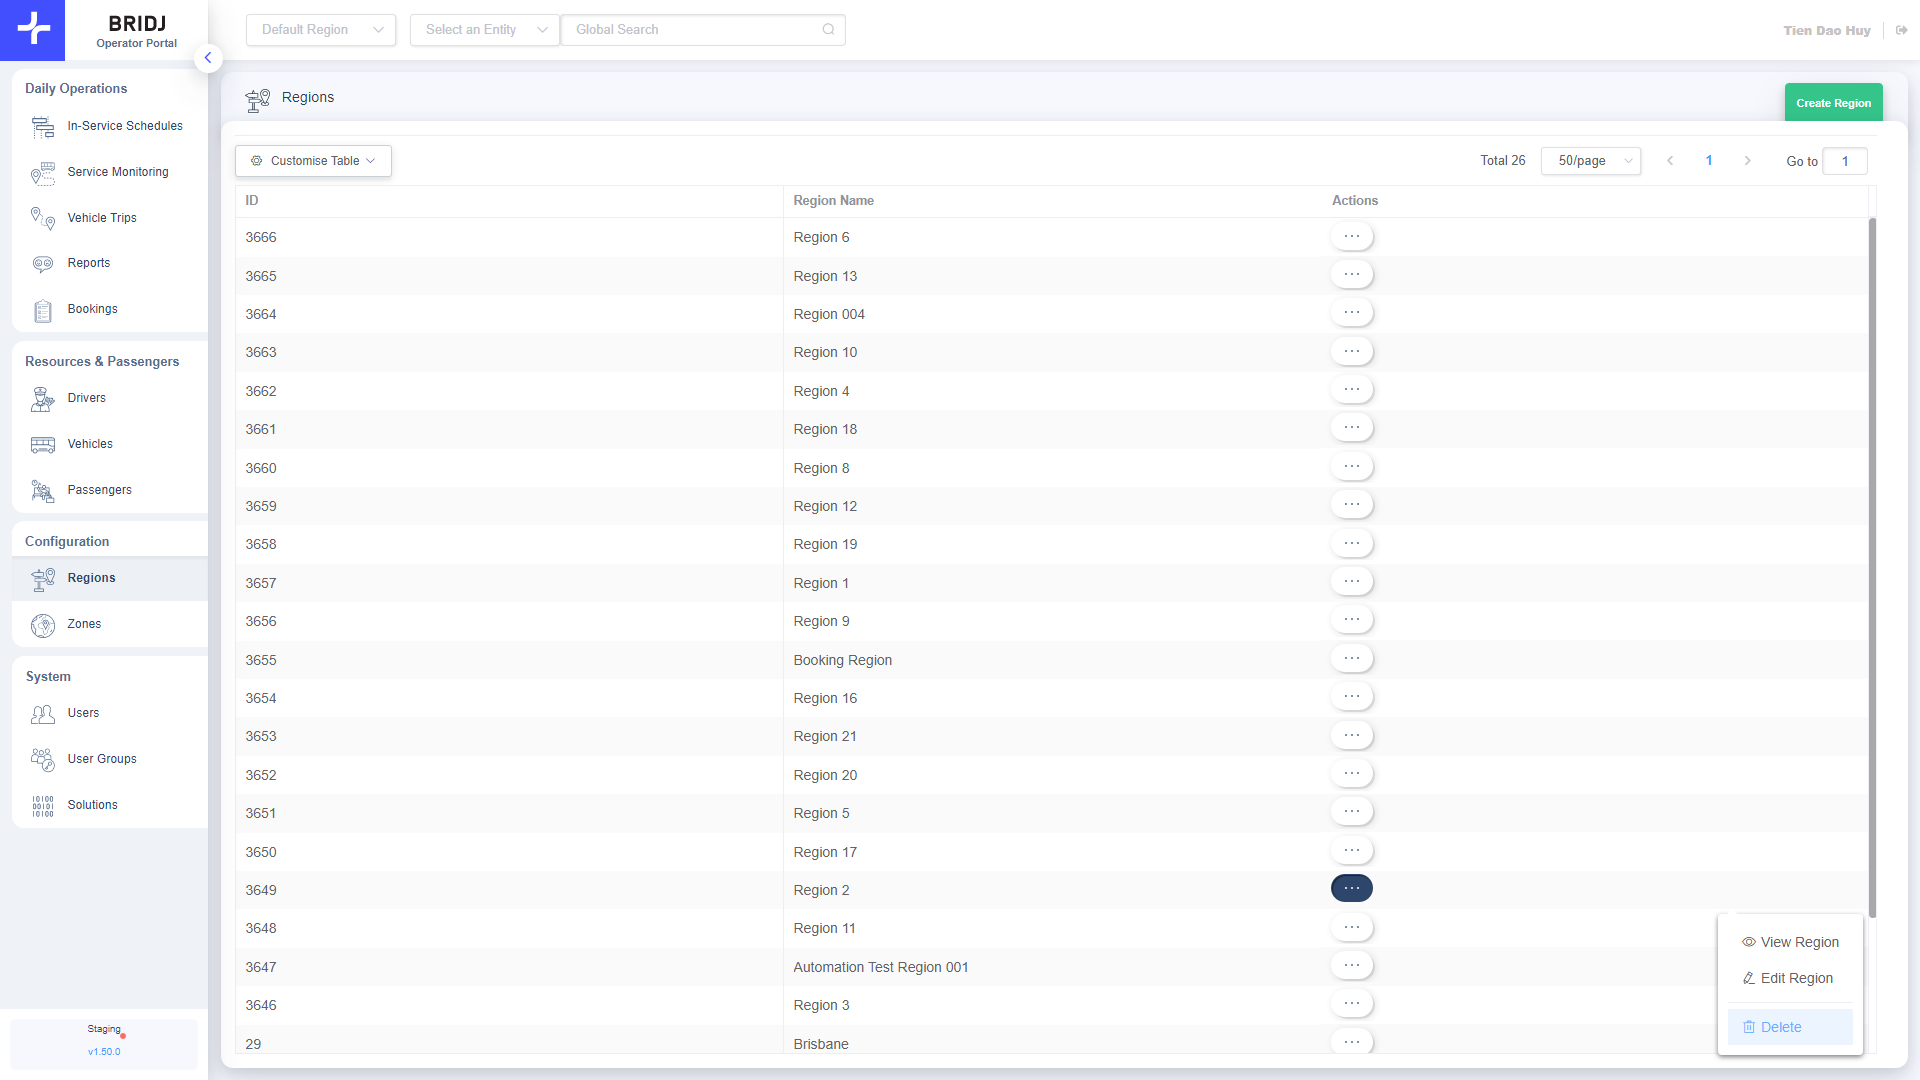 BRIDJ
Operator Portal
Default Region
Select an Entity
Global Search
Tien Dao Huy
Daily Operations
In-Service Schedules
Service Monitoring
Vehicle Trips
Reports
Bookings
Resources & Passengers
Drivers
Vehicles
Passengers
Configuration
Regions
Zones
System
Users
User Groups
10100
00101
10100
Solutions
Staging
v1.50.0
Regions
Create Region
Customise Table
Total 26
50/page
1
Go to
1
ID Region Name Actions
3666 Region 6
3665 Region 13
3664 Region 004
3663 Region 10
3662 Region 4
3661 Region 18
3660 Region 8
3659 Region 12
3658 Region 19
3657 Region 1
3656 Region 9
3655 Booking Region
3654 Region 16
3653 Region 21
3652 Region 20
3651 Region 5
3650 Region 17
3649 Region 2
3648 Region 11
3647 Automation Test Region 001
3646 Region 3
29 Brisbane
View Region
Edit Region
Delete